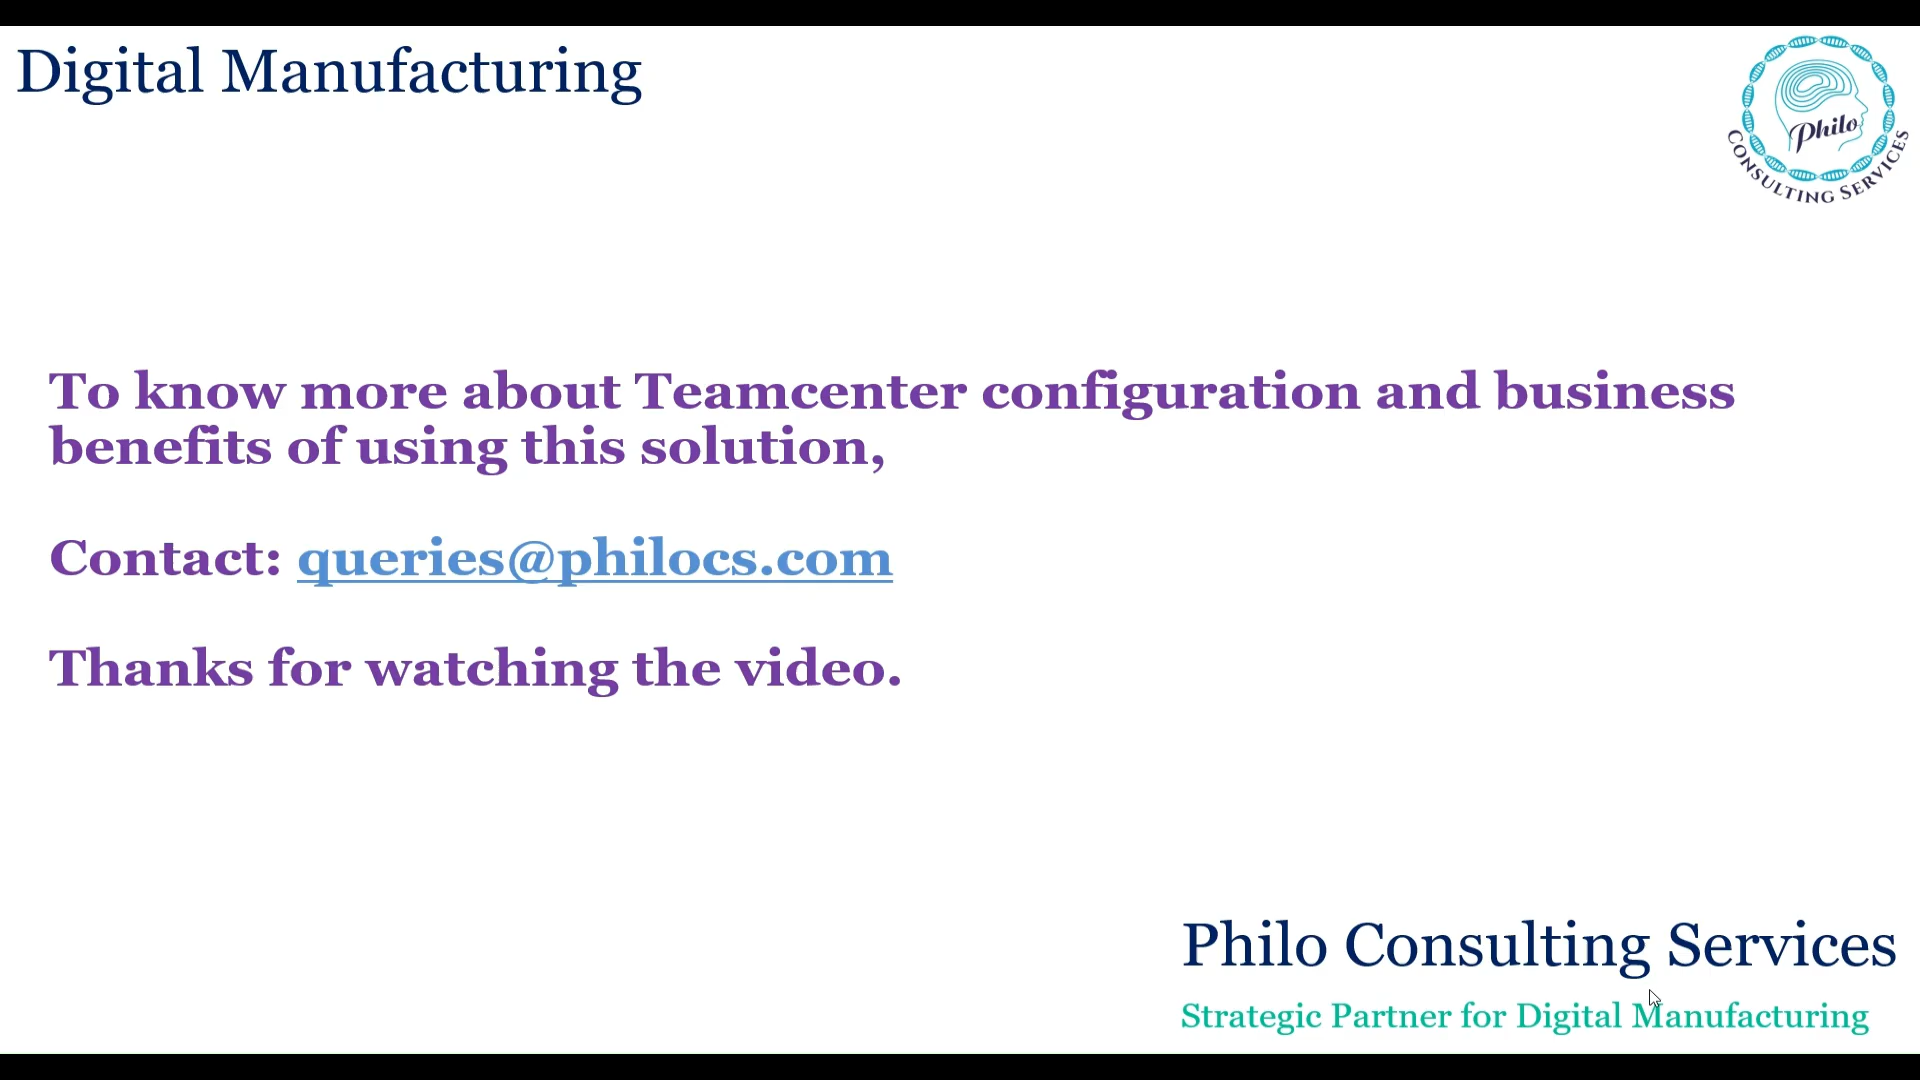 Digital Manufacturing
Philo
CONSULTING SERVICES
To know more about Teamcenter configuration and business
benefits of using this solution,
Contact: queries@philocs.com
Thanks for watching the video.
Philo Consulting Services
Strategic Partner for Digital Manufacturing